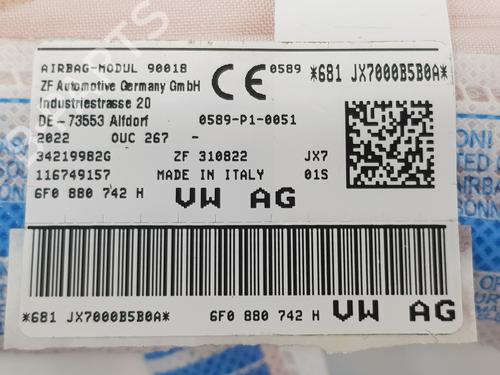 AIRBAG-MODUL 90018
ZF Automotive Germany GmbH
Industriestrasse 20
DE-73553 Alfdorf
CE 0589
*681 JX7000B5B0A*
0589-P1-0051
2022 OUC 267 -
34219982G ZF 310822 JX7
116749157 MADE IN ITALY 01S
6F0 880 742 H VW AG
*681 JX7000B5B0A* 6F0 880 742 H VW AG